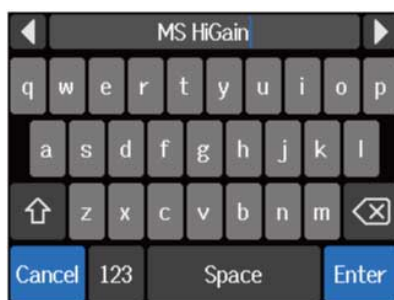 MS HiGain
q w e r t y u i o p
a s d f g h j k l
z x c v b n m
Cancel 123 Space Enter